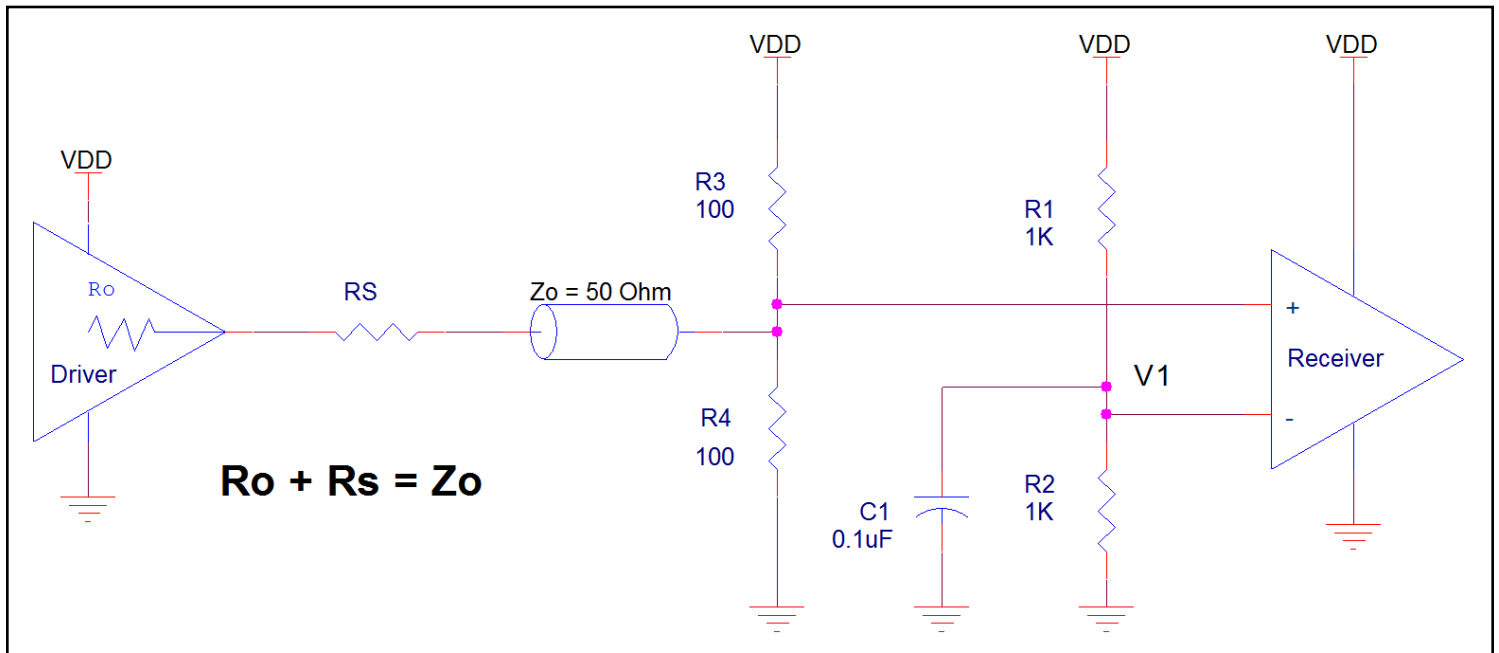 VDD
VDD
VDD
VDD
R3
100
R1
1K
Ro
RS
Zo = 50 Ohm
+
Driver
Receiver
V1
R4
100
-
Ro + Rs = Zo
R2
1K
C1
0.1uF